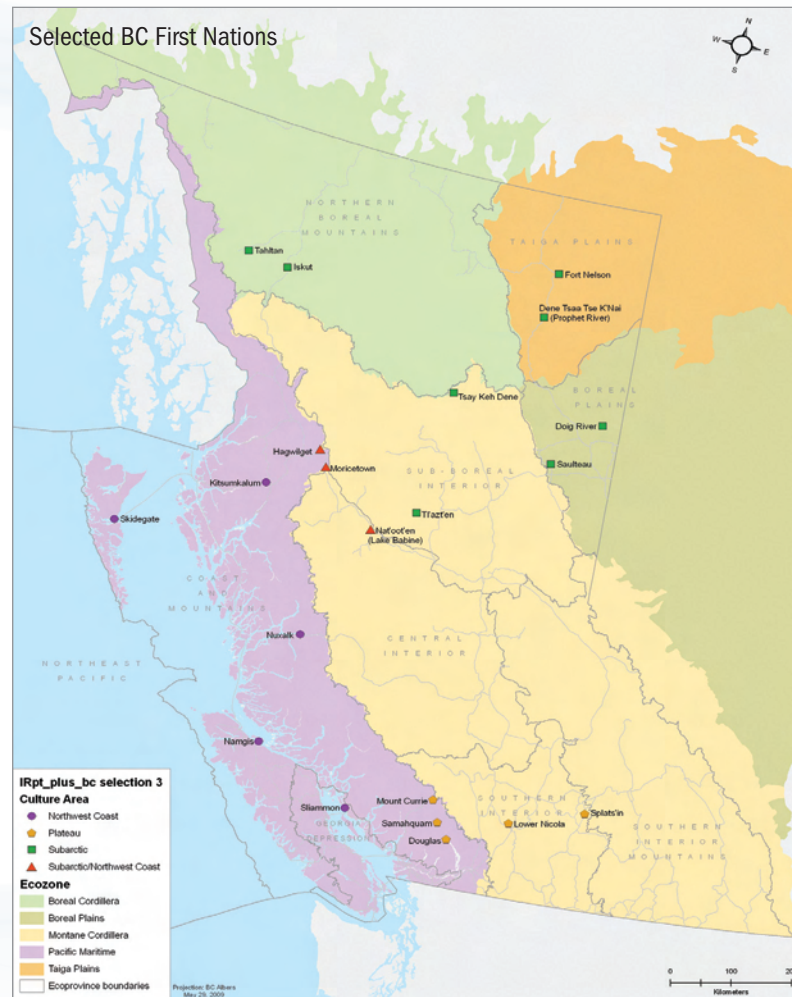 Selected BC First Nations
N
W
E
S
NORTHERN
BOREAL
MOUNTAINS
TAIGA PLAINS
Tahltan
Iskut
Fort Nelson
Dene Tsaa Tse K'Nai
(Prophet River)
Tsay Keh Dene
BOREAL
PLAINS
Doig River
Hagwilget
Moricetown
Saulteau
SUB-BOREAL
INTERIOR
Kitsumkalum
Skidegate
Tl'azt'en
Nat'oot'en
(Lake Babine)
COAST
AND
MOUNTAINS
Nuxalk
CENTRAL
INTERIOR
NORTHEAST
PACIFIC
Namgis
Sliammon
GEORGIA
DEPRESSION
Mount Currie
Samahquam
Douglas
SOUTHERN
INTERIOR
Lower Nicola
Splats'in
SOUTHERN
INTERIOR
MOUNTAINS
IRpt_plus_bc selection 3
Culture Area
Northwest Coast
Plateau
Subarctic
Subarctic/Northwest Coast
Ecozone
Boreal Cordillera
Boreal Plains
Montane Cordillera
Pacific Maritime
Taiga Plains
Ecoprovince boundaries
Projection: BC Albers
May 29, 2009
0 100
Kilometers